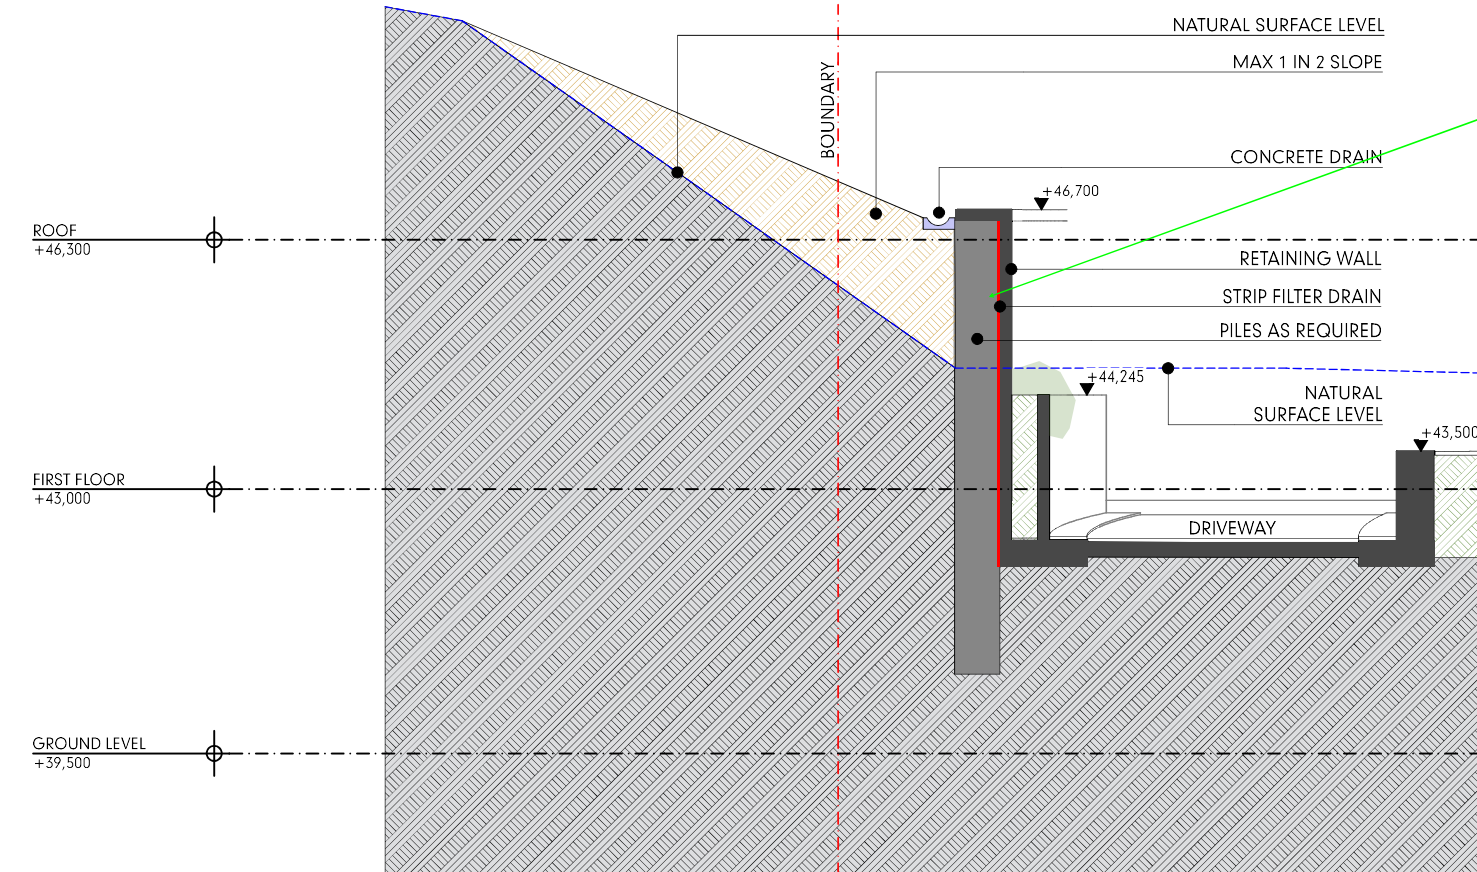 NATURAL SURFACE LEVEL
MAX 1 IN 2 SLOPE
BOUNDARY
CONCRETE DRAIN
+46,700
ROOF
+46,300
RETAINING WALL
STRIP FILTER DRAIN
PILES AS REQUIRED
+44,245
NATURAL
SURFACE LEVEL
+43,500
FIRST FLOOR
+43,000
DRIVEWAY
GROUND LEVEL
+39,500